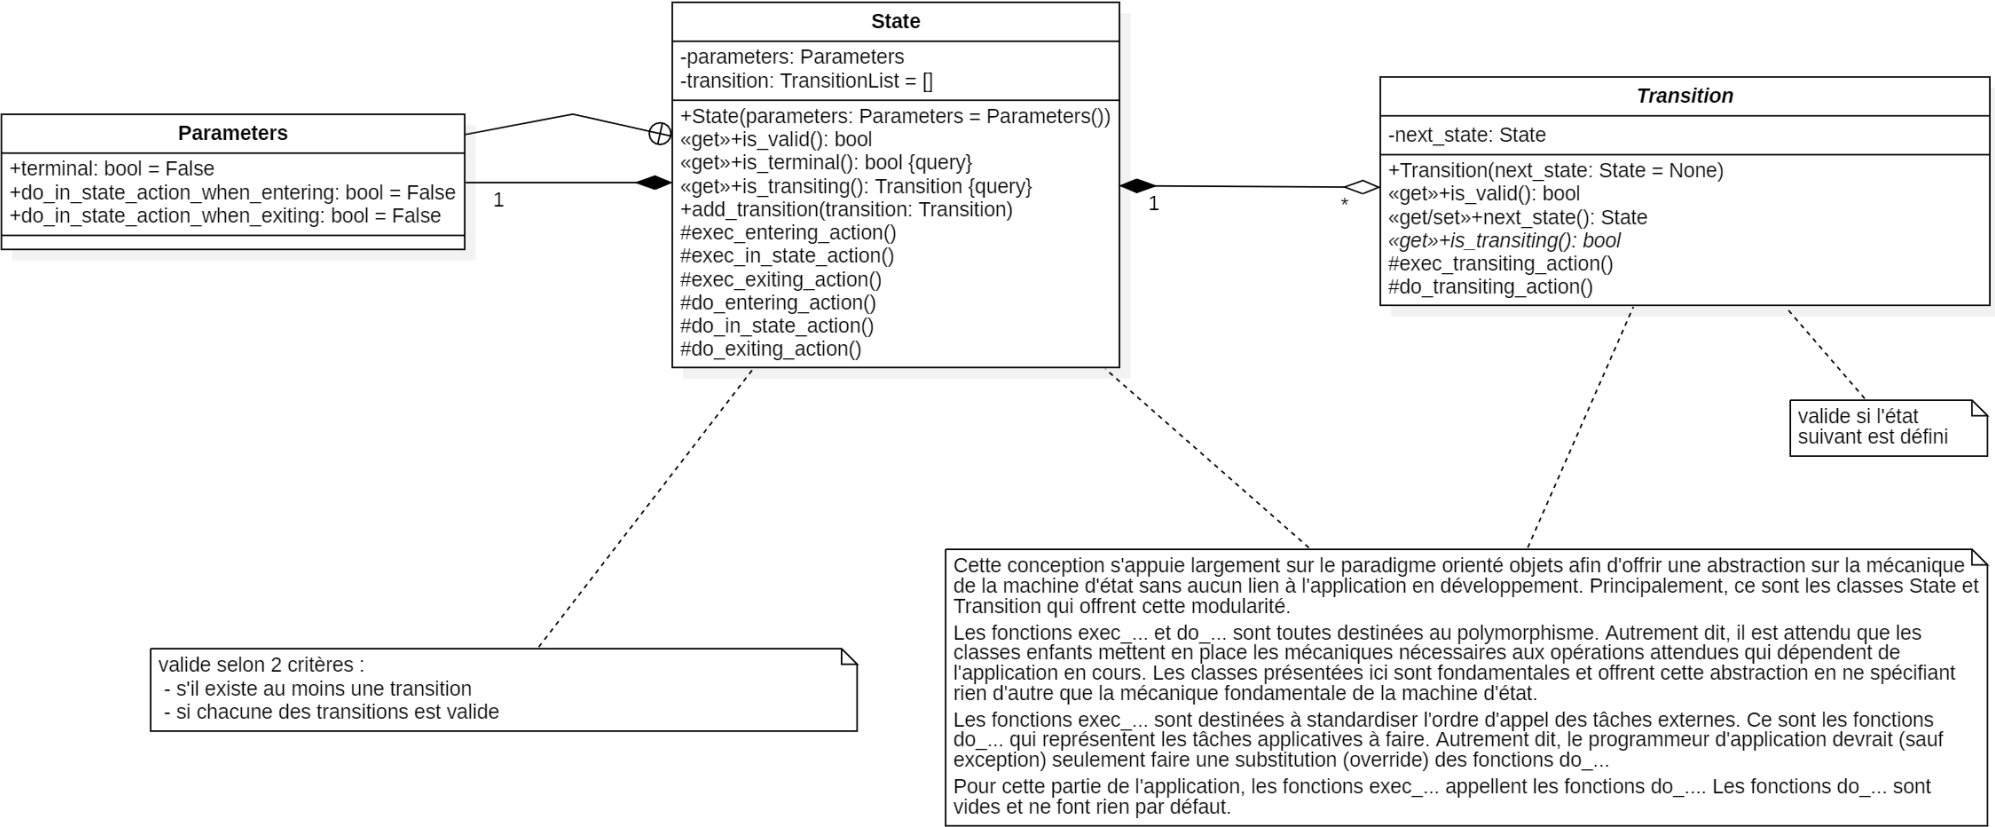 State
-parameters: Parameters
-transition: TransitionList = []
+State(parameters: Parameters = Parameters())
«get»+is_valid(): bool
«get»+is_terminal(): bool {query}
«get»+is_transiting(): Transition {query}
+add_transition(transition: Transition)
#exec_entering_action()
#exec_in_state_action()
#exec_exiting_action()
#do_entering_action()
#do_in_state_action()
#do_exiting_action()
Parameters
+terminal: bool = False
+do_in_state_action_when_entering: bool = False
+do_in_state_action_when_exiting: bool = False
1
1
*
Transition
-next_state: State
+Transition(next_state: State = None)
«get»+is_valid(): bool
«get/set»+next_state(): State
«get»+is_transiting(): bool
#exec_transiting_action()
#do_transiting_action()
valide si l'état
suivant est défini
valide selon 2 critères :
- s'il existe au moins une transition
- si chacune des transitions est valide
Cette conception s'appuie largement sur le paradigme orienté objets afin d'offrir une abstraction sur la mécanique
de la machine d'état sans aucun lien à l'application en développement. Principalement, ce sont les classes State et
Transition qui offrent cette modularité.
Les fonctions exec_... et do_... sont toutes destinées au polymorphisme. Autrement dit, il est attendu que les
classes enfants mettent en place les mécaniques nécessaires aux opérations attendues qui dépendent de
l'application en cours. Les classes présentées ici sont fondamentales et offrent cette abstraction en ne spécifiant
rien d'autre que la mécanique fondamentale de la machine d'état.
Les fonctions exec_... sont destinées à standardiser l'ordre d'appel des tâches externes. Ce sont les fonctions
do_... qui représentent les tâches applicatives à faire. Autrement dit, le programmeur d'application devrait (sauf
exception) seulement faire une substitution (override) des fonctions do_...
Pour cette partie de l'application, les fonctions exec_... appellent les fonctions do_.... Les fonctions do_... sont
vides et ne font rien par défaut.